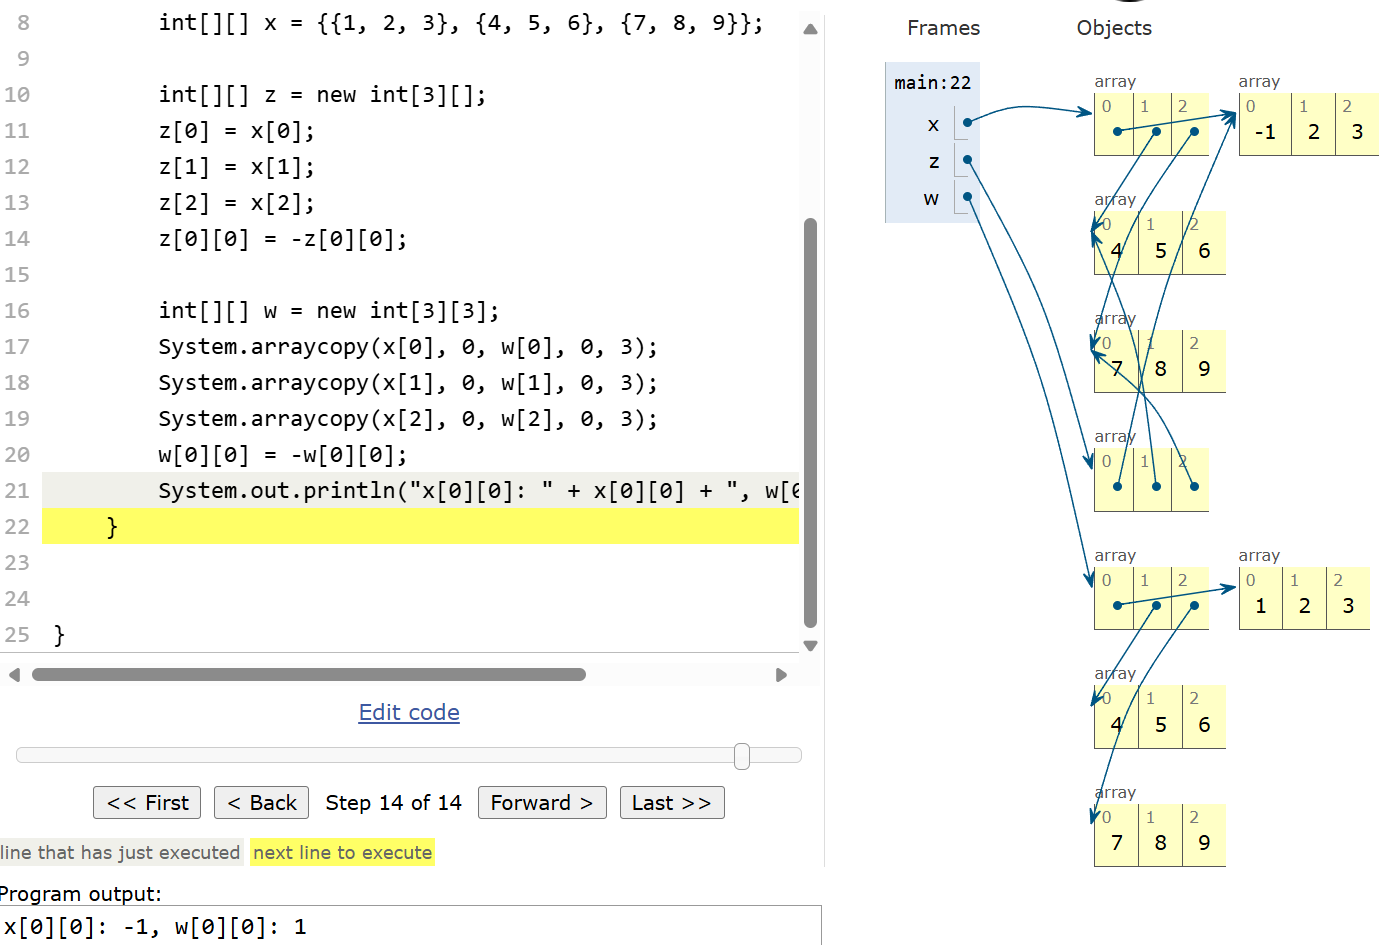 8 int[][] x = {{1, 2, 3}, {4, 5, 6}, {7, 8, 9}};
9
10 int[][] z = new int[3][];
11 z[0] = x[0];
12 z[1] = x[1];
13 z[2] = x[2];
14 z[0][0] = -z[0][0];
15
16 int[][] w = new int[3][3];
17 System.arraycopy(x[0], 0, w[0], 0, 3);
18 System.arraycopy(x[1], 0, w[1], 0, 3);
19 System.arraycopy(x[2], 0, w[2], 0, 3);
20 w[0][0] = -w[0][0];
21 System.out.println("x[0][0]: " + x[0][0] + ", w[0
22 }
23
24
25 }
Edit code
<< First < Back Step 14 of 14 Forward > Last >>
line that has just executed next line to execute
Program output:
x[0][0]: -1, w[0][0]: 1
Frames Objects
main:22
x
z
w
array array
0 1 2 0 1 2
-1 2 3
array
0 1 2
4 5 6
array
0 1 2
7 8 9
array
0 1 2
array array
0 1 2 0 1 2
1 2 3
array
0 1 2
4 5 6
array
0 1 2
7 8 9